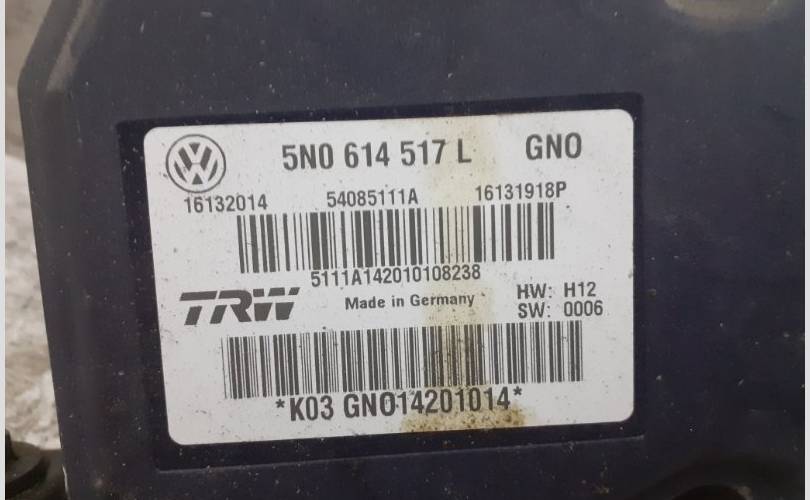 5N0 614 517 L GNO
16132014 54085111A 16131918P
5111A142010108238
TRW Made in Germany HW: H12
SW: 0006
*K03 GNO14201014*